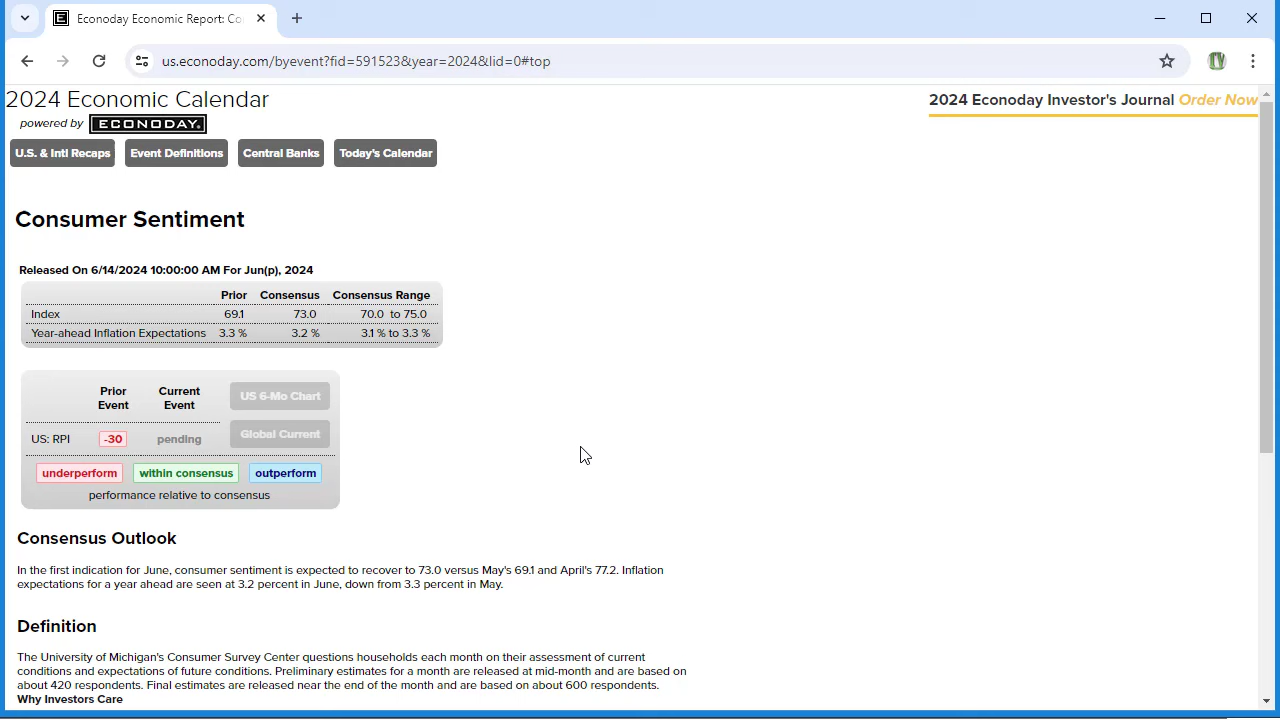 Econoday Economic Report: Co
us.econoday.com/byevent?fid=591523&year=2024&lid=0#top
2024 Economic Calendar
2024 Econoday Investor's Journal Order Now
powered by ECONODAY
U.S. & Intl Recaps Event Definitions Central Banks Today's Calendar
Consumer Sentiment
Released On 6/14/2024 10:00:00 AM For Jun(p), 2024
Prior Consensus Consensus Range
Index 69.1 73.0 70.0 to 75.0
Year-ahead Inflation Expectations 3.3 % 3.2 % 3.1 % to 3.3 %
Prior Event Current Event US 6-Mo Chart
Global Current
US: RPI -30 pending
underperform within consensus outperform
performance relative to consensus
Consensus Outlook
In the first indication for June, consumer sentiment is expected to recover to 73.0 versus May's 69.1 and April's 77.2. Inflation
expectations for a year ahead are seen at 3.2 percent in June, down from 3.3 percent in May.
Definition
The University of Michigan's Consumer Survey Center questions households each month on their assessment of current
conditions and expectations of future conditions. Preliminary estimates for a month are released at mid-month and are based on
about 420 respondents. Final estimates are released near the end of the month and are based on about 600 respondents.
Why Investors Care